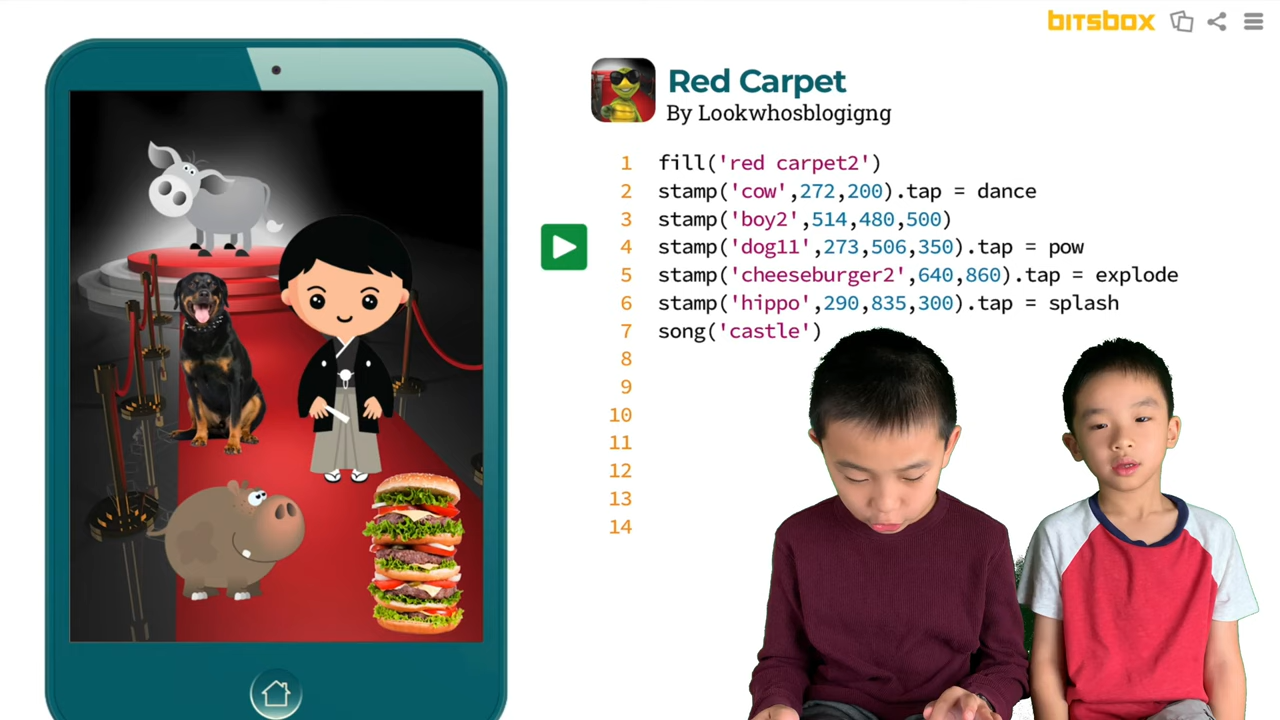 bitsbox
Red Carpet
By Lookwhosblogigng
1 fill('red carpet2')
2 stamp('cow',272,200).tap = dance
3 stamp('boy2',514,480,500)
4 stamp('dog11',273,506,350).tap = pow
5 stamp('cheeseburger2',640,860).tap = explode
6 stamp('hippo',290,835,300).tap = splash
7 song('castle')
8
9
10
11
12
13
14